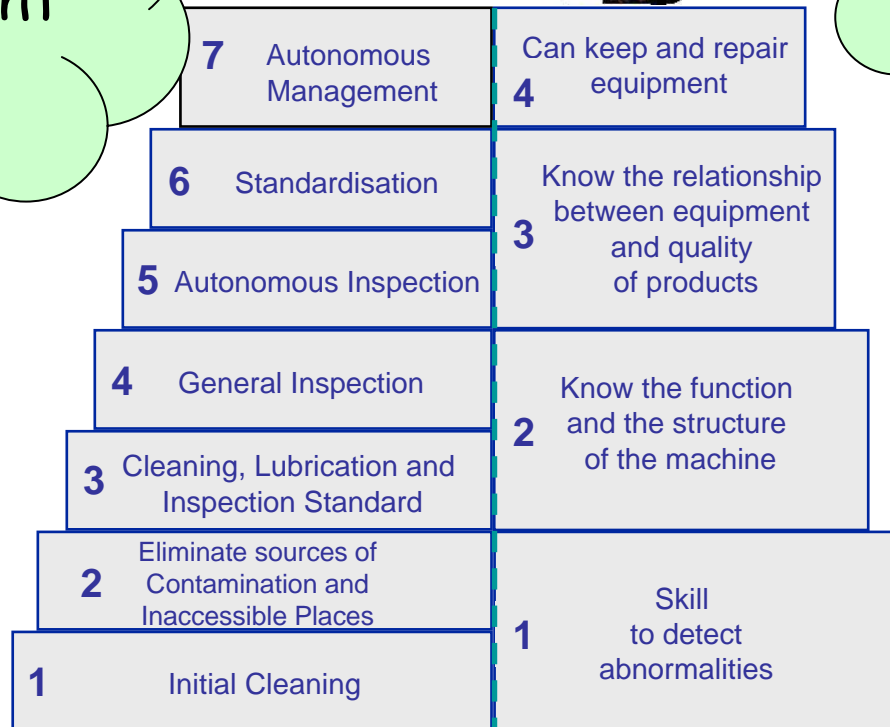 7
Autonomous
Management
Can keep and repair
4
equipment
6
Standardisation
Know the relationship
between equipment
3
and quality
of products
5
Autonomous Inspection
4
General Inspection
Know the function
2
and the structure
of the machine
3
Cleaning, Lubrication and
Inspection Standard
2
Eliminate sources of
Contamination and
Inaccessible Places
Skill
1
to detect
abnormalities
1
Initial Cleaning